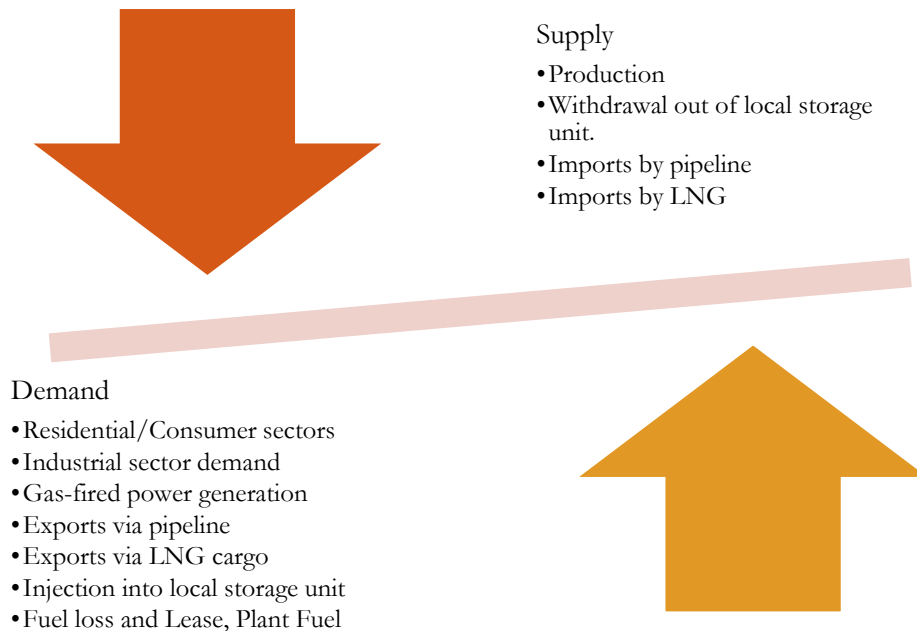 Supply
•Production
•Withdrawal out of local storage
unit.
•Imports by pipeline
•Imports by LNG
Demand
•Residential/Consumer sectors
•Industrial sector demand
•Gas-fired power generation
•Exports via pipeline
•Exports via LNG cargo
•Injection into local storage unit
•Fuel loss and Lease, Plant Fuel